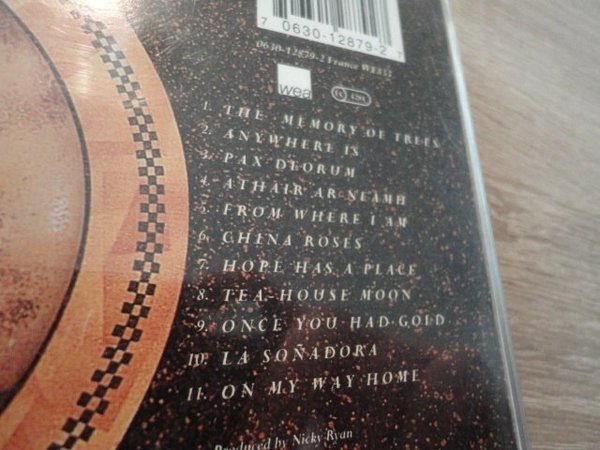 7 0630-12879-2 7
0630-12879-2 France WE833
wea
1. THE MEMORY OF TREES
2. ANYWHERE IS
3. PAX DEORUM
4. ATHAIR AR NEAMH
5. FROM WHERE I AM
6. CHINA ROSES
7. HOPE HAS A PLACE
8. TEA-HOUSE MOON
9. ONCE YOU HAD GOLD
10. LA SOÑADORA
11. ON MY WAY HOME
Produced by Nicky Ryan